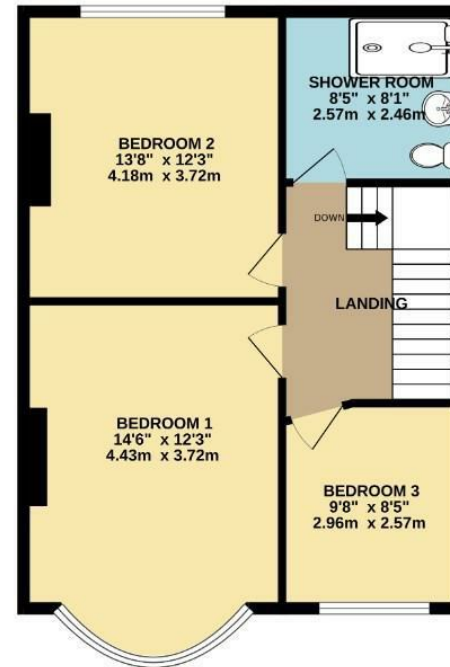 SHOWER ROOM
8'5" x 8'1"
2.57m x 2.46m
BEDROOM 2
13'8" x 12'3"
4.18m x 3.72m
DOWN
LANDING
BEDROOM 1
14'6" x 12'3"
4.43m x 3.72m
BEDROOM 3
9'8" x 8'5"
2.96m x 2.57m